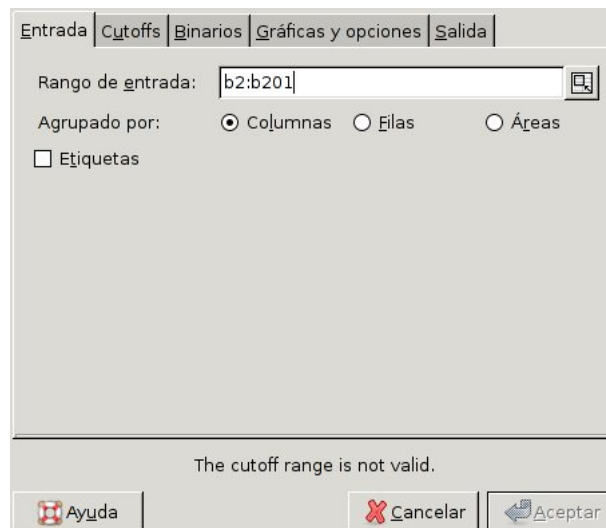 Entrada Cutoffs Binarios Gráficas y opciones Salida
Rango de entrada: b2:b201
Agrupado por: Columnas Filas Áreas
Etiquetas
The cutoff range is not valid.
Ayuda Cancelar Aceptar